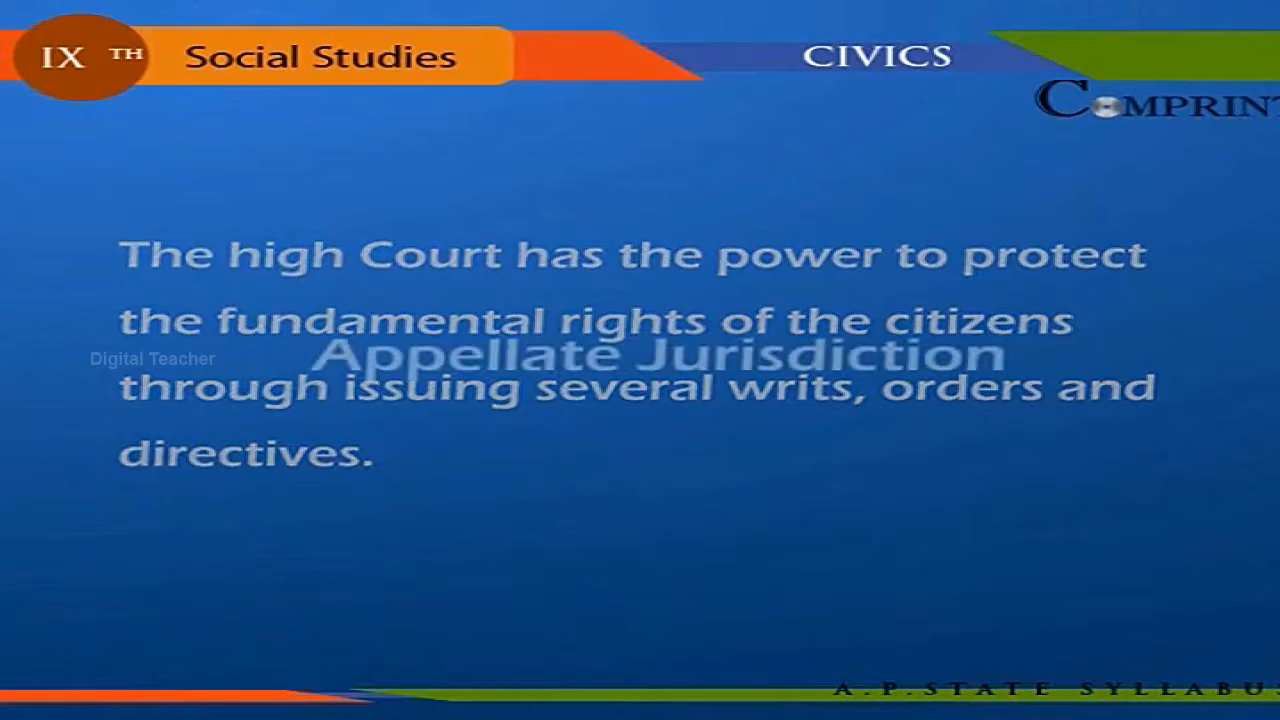 IX TH Social Studies CIVICS
COMPRINT
The high Court has the power to protect
the fundamental rights of the citizens
Digital Teacher Appellate Jurisdiction
through issuing several writs, orders and
directives.
A.P.STATE SYLLABUS